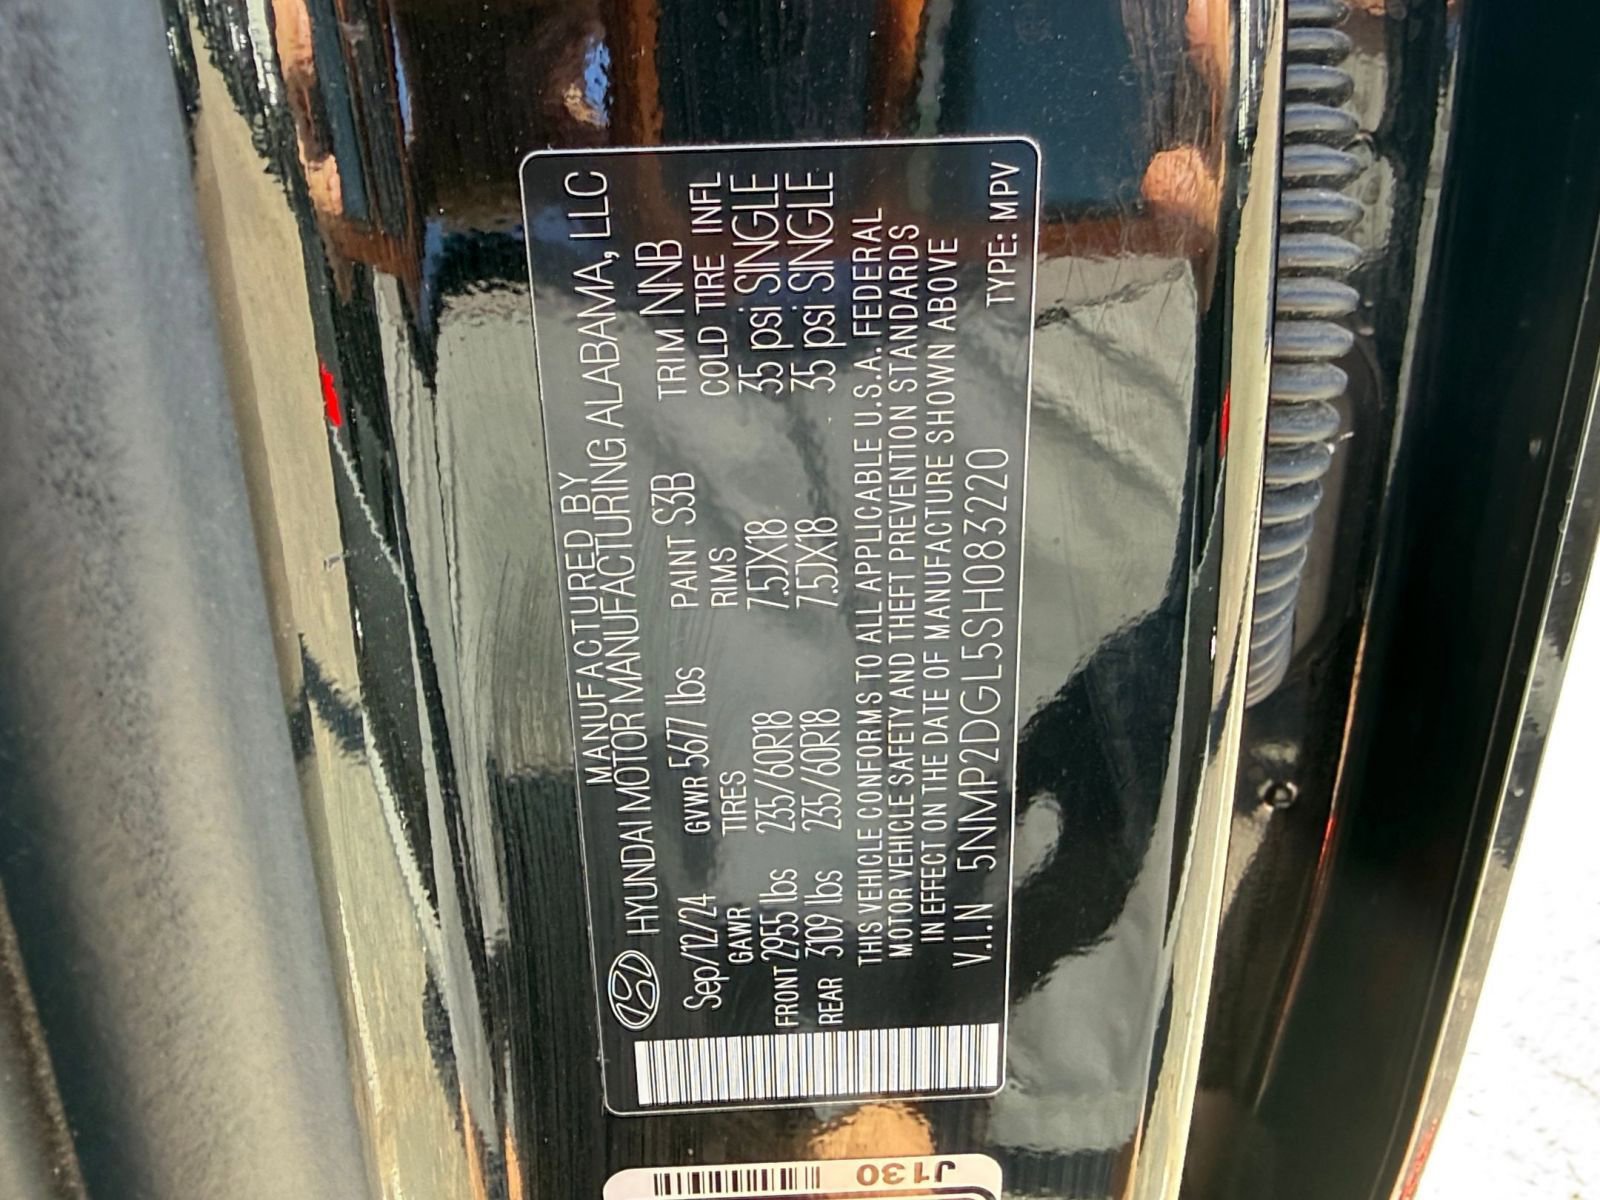 MANUFACTURED BY
HYUNDAI MOTOR MANUFACTURING ALABAMA, LLC
Sep/12/24 GVWR 5677 lbs PAINT S3B TRIM NNB
GAWR TIRES RIMS COLD TIRE INFL
FRONT 2955 lbs 235/60R18 7.5JX18 35 psi SINGLE
REAR 3109 lbs 235/60R18 7.5JX18 35 psi SINGLE
THIS VEHICLE CONFORMS TO ALL APPLICABLE U.S.A. FEDERAL
MOTOR VEHICLE SAFETY AND THEFT PREVENTION STANDARDS
IN EFFECT ON THE DATE OF MANUFACTURE SHOWN ABOVE
V.I.N 5NMP2DGL5SH083220 TYPE: MPV
J130